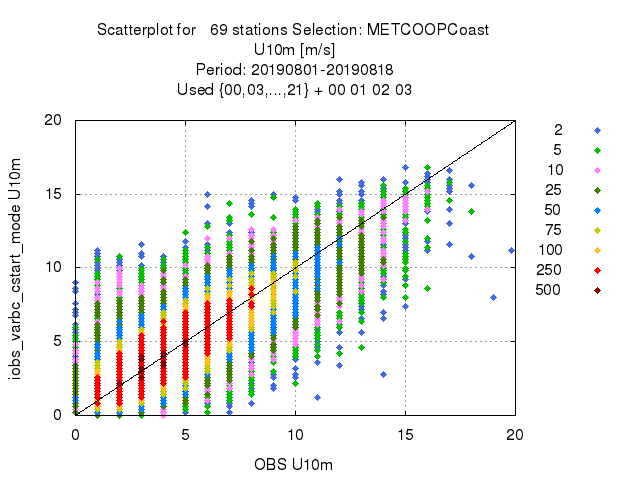 Scatterplot for 69 stations Selection: METCOOPCoast
U10m [m/s]
Period: 20190801-20190818
Used {00,03,...,21} + 00 01 02 03
iobs_varbc_cstart_mode U10m
20
15
10
5
0
0 5 10 15 20
OBS U10m
2
5
10
25
50
75
100
250
500